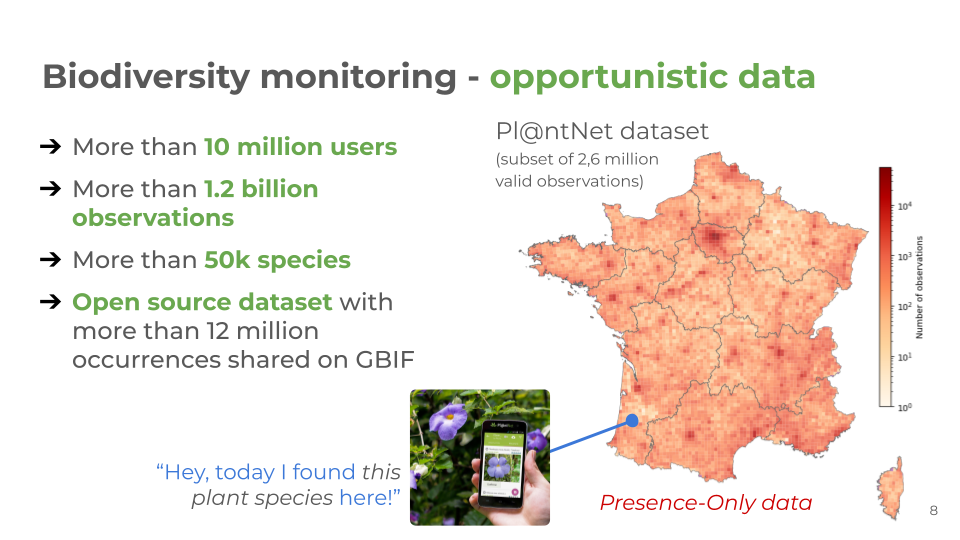 Biodiversity monitoring - opportunistic data
➔ More than 10 million users
➔ More than 1.2 billion
observations
➔ More than 50k species
➔ Open source dataset with
more than 12 million
occurrences shared on GBIF
Pl@ntNet dataset
(subset of 2,6 million
valid observations)
10⁴
10³
10²
10¹
10⁰
Number of observations
“Hey, today I found this
plant species here!”
Presence-Only data
8